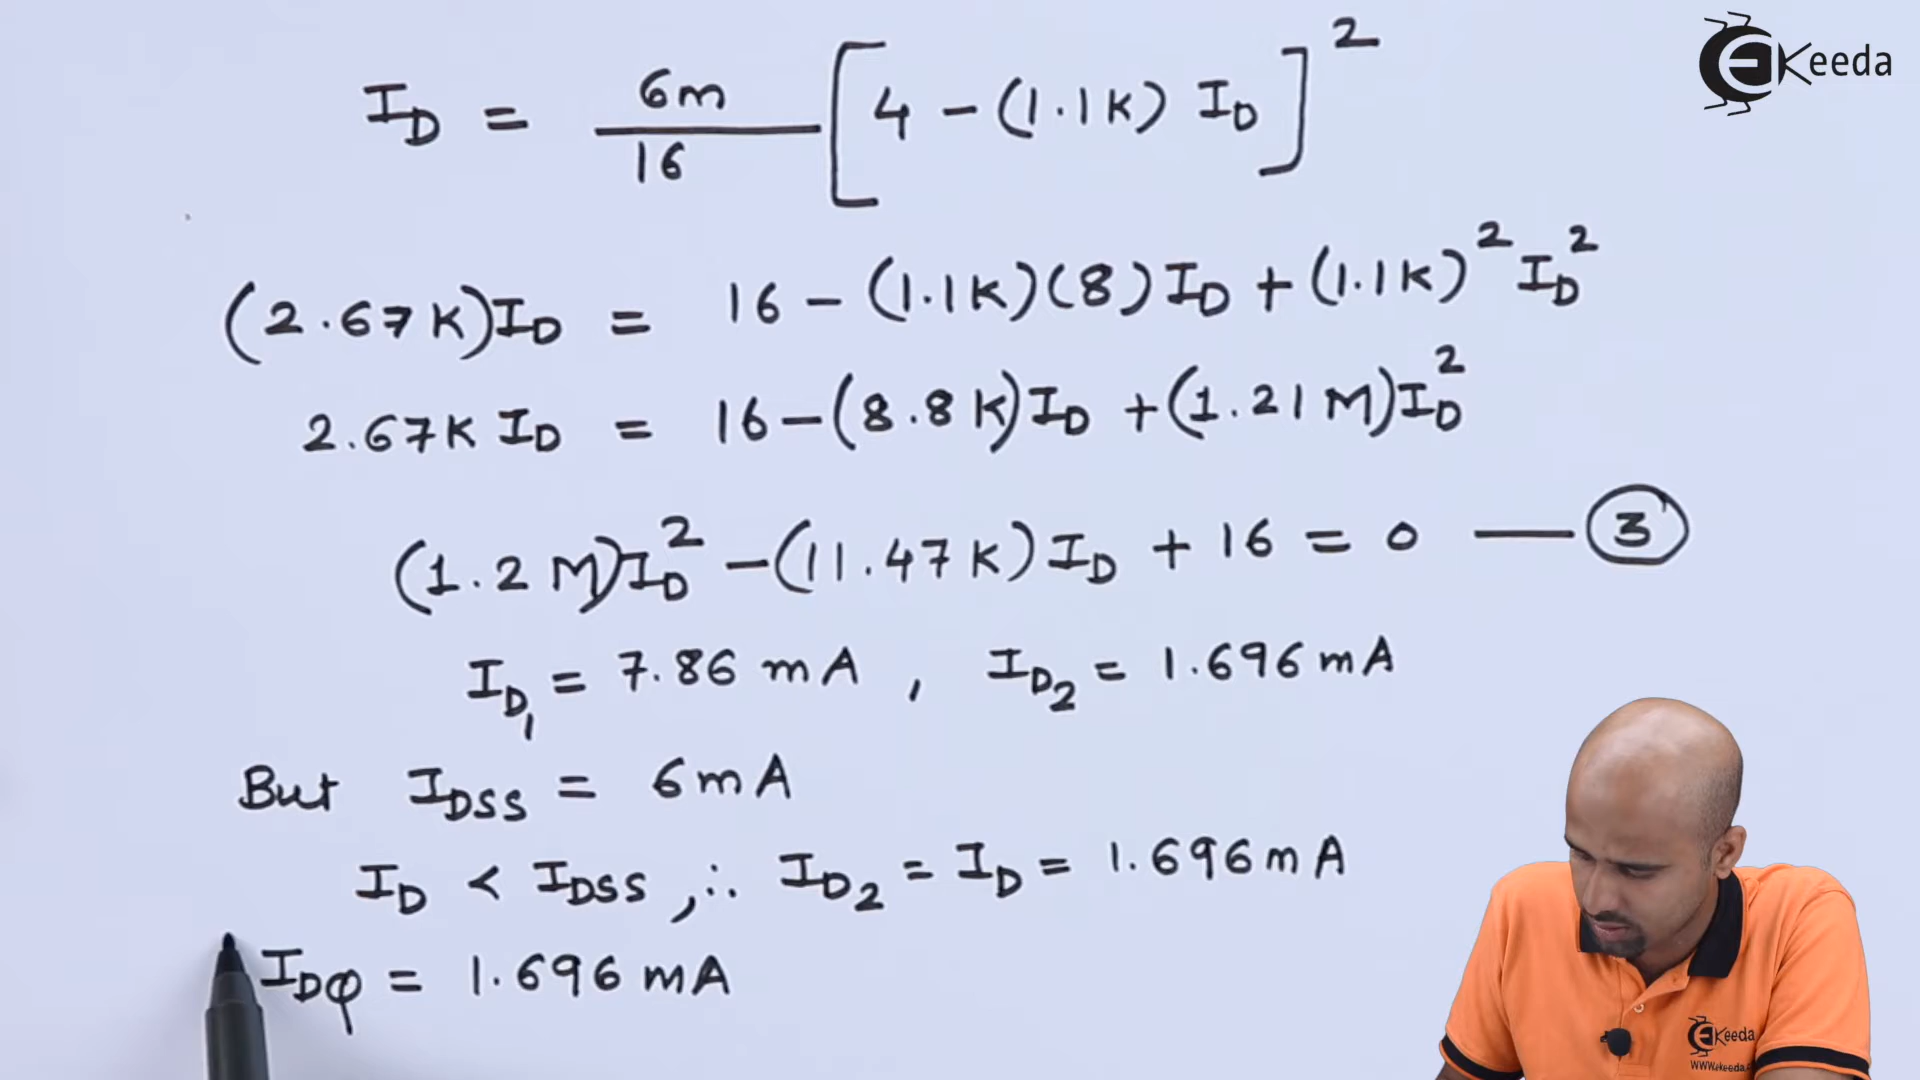 Keeda
I_D = 6m/16 [4 - (1.1K) I_D]^2
(2.67K)I_D = 16 - (1.1K)(8)I_D + (1.1K)^2 I_D^2
2.67K I_D = 16 - (8.8K)I_D + (1.21M)I_D^2
(1.2M)I_D^2 - (11.47K)I_D + 16 = 0 — ③
I_D1 = 7.86 mA , I_D2 = 1.696 mA
But I_DSS = 6 mA
I_D < I_DSS , ∴ I_D2 = I_D = 1.696 mA
I_DQ = 1.696 mA
Keeda